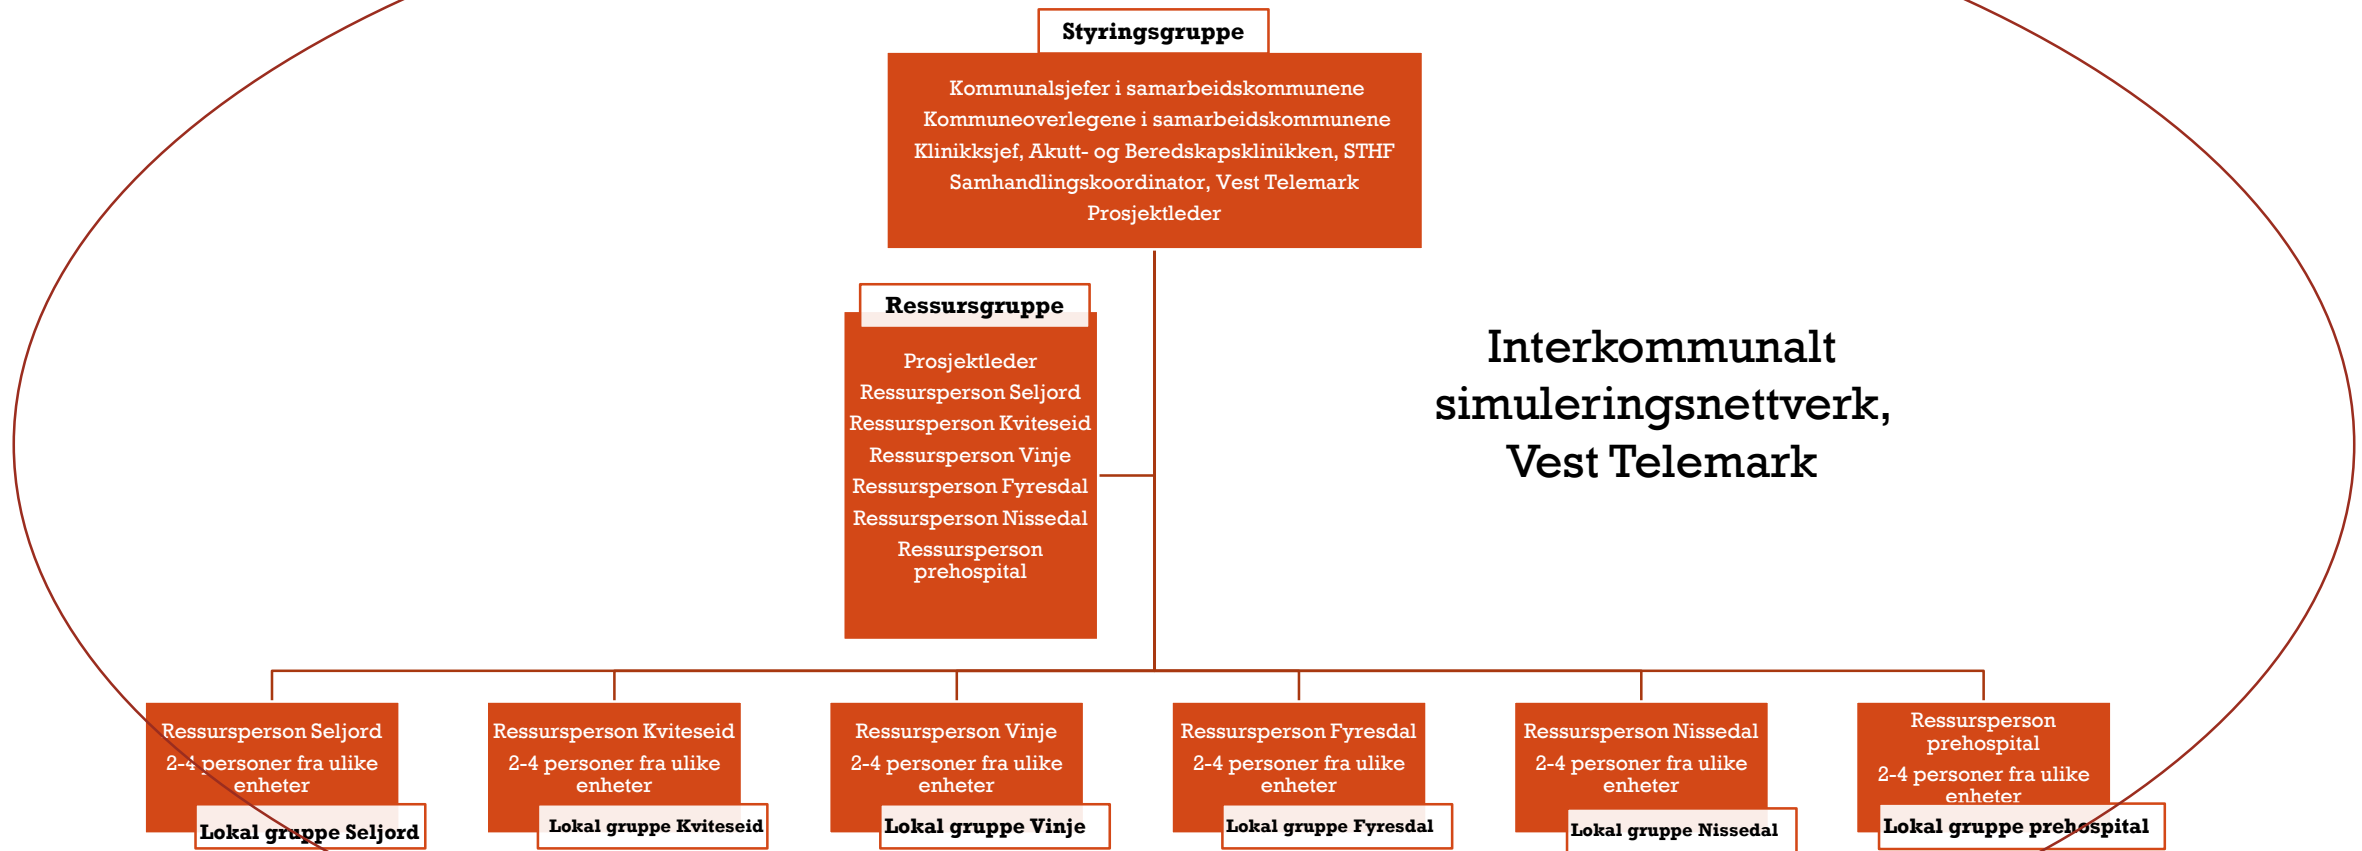 Styringsgruppe
Kommunalsjefer i samarbeidskommunene
Kommuneoverlegene i samarbeidskommunene
Klinikksjef, Akutt- og Beredskapsklinikken, STHF
Samhandlingskoordinator, Vest Telemark
Prosjektleder
Ressursgruppe
Prosjektleder
Ressursperson Seljord
Ressursperson Kviteseid
Ressursperson Vinje
Ressursperson Fyresdal
Ressursperson Nissedal
Ressursperson
prehospital
Interkommunalt
simuleringsnettverk,
Vest Telemark
Ressursperson Seljord
2-4 personer fra ulike
enheter
Lokal gruppe Seljord
Ressursperson Kviteseid
2-4 personer fra ulike
enheter
Lokal gruppe Kviteseid
Ressursperson Vinje
2-4 personer fra ulike
enheter
Lokal gruppe Vinje
Ressursperson Fyresdal
2-4 personer fra ulike
enheter
Lokal gruppe Fyresdal
Ressursperson Nissedal
2-4 personer fra ulike
enheter
Lokal gruppe Nissedal
Ressursperson
prehospital
2-4 personer fra ulike
enheter
Lokal gruppe prehospital